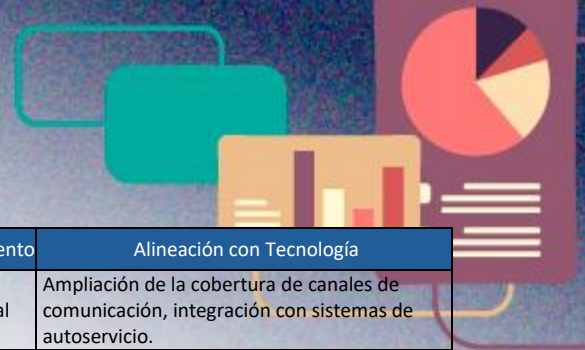 ento Alineación con Tecnología
Ampliación de la cobertura de canales de
al comunicación, integración con sistemas de
autoservicio.